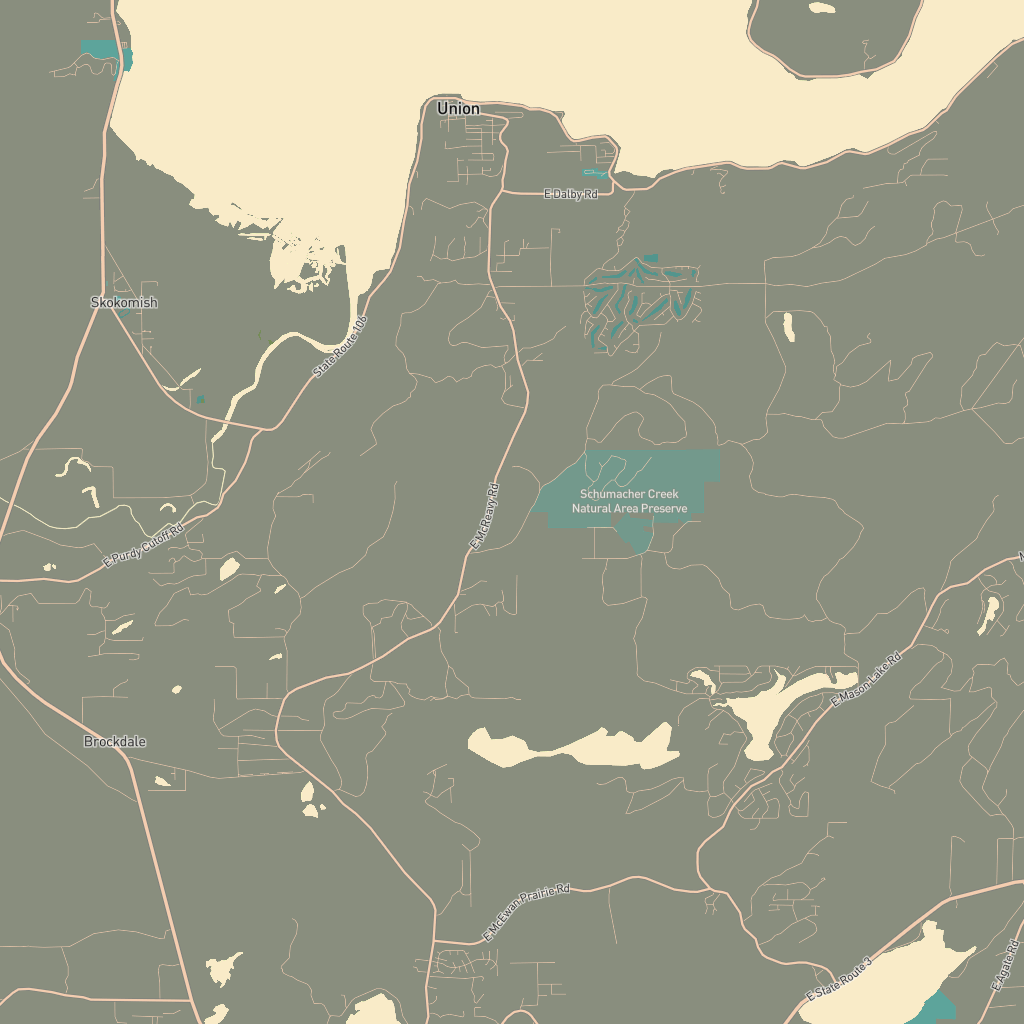 Union
E Dalby Rd
Skokomish
State Route 106
Schumacher Creek
Natural Area Preserve
E McReavy Rd
E Purdy Cutoff Rd
E Mason Lake Rd
Brockdale
E McEwan Prairie Rd
E State Route 3
E Agate Rd